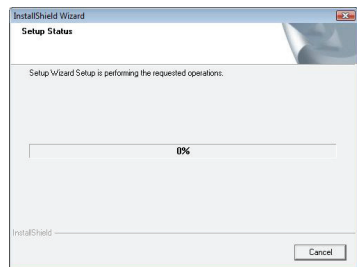 InstallShield Wizard
Setup Status
Setup Wizard Setup is performing the requested operations.
0%
InstallShield
Cancel